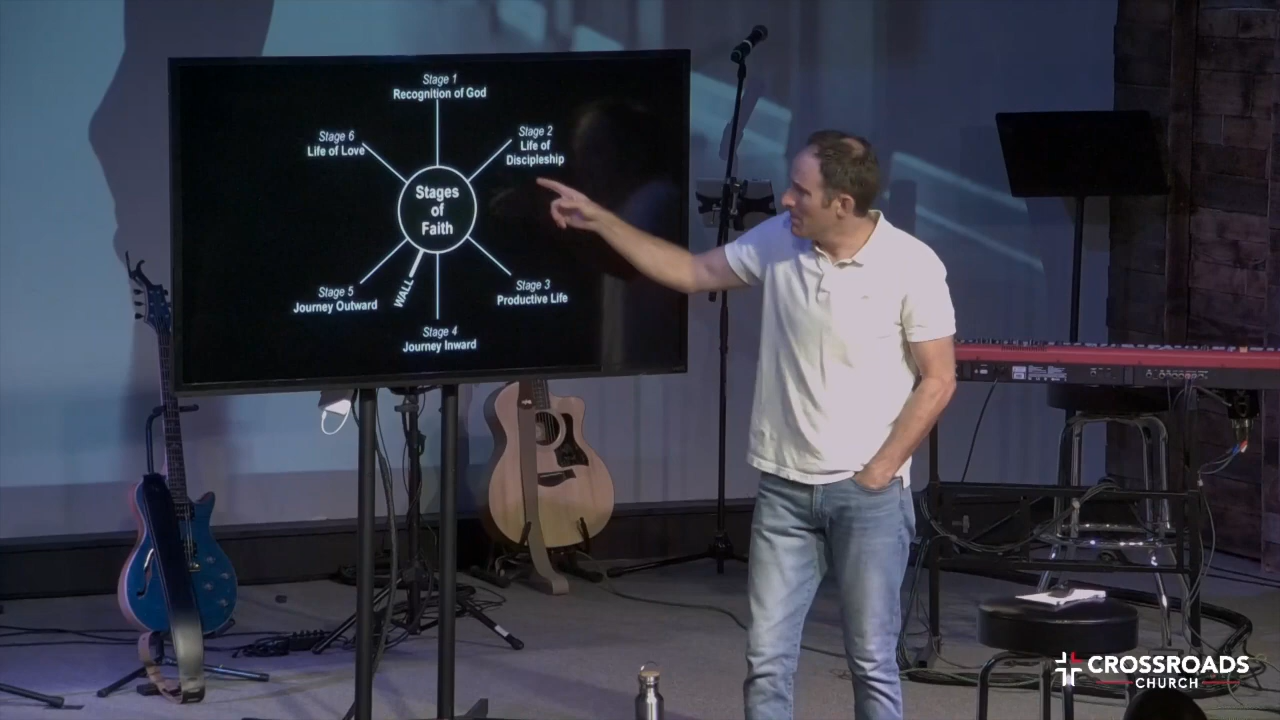 Stage 1
Recognition of God
Stage 2
Life of
Discipleship
Stage 6
Life of Love
Stages
of
Faith
Stage 3
Productive Life
Stage 5
Journey Outward
WALL
Stage 4
Journey Inward
CROSSROADS
CHURCH